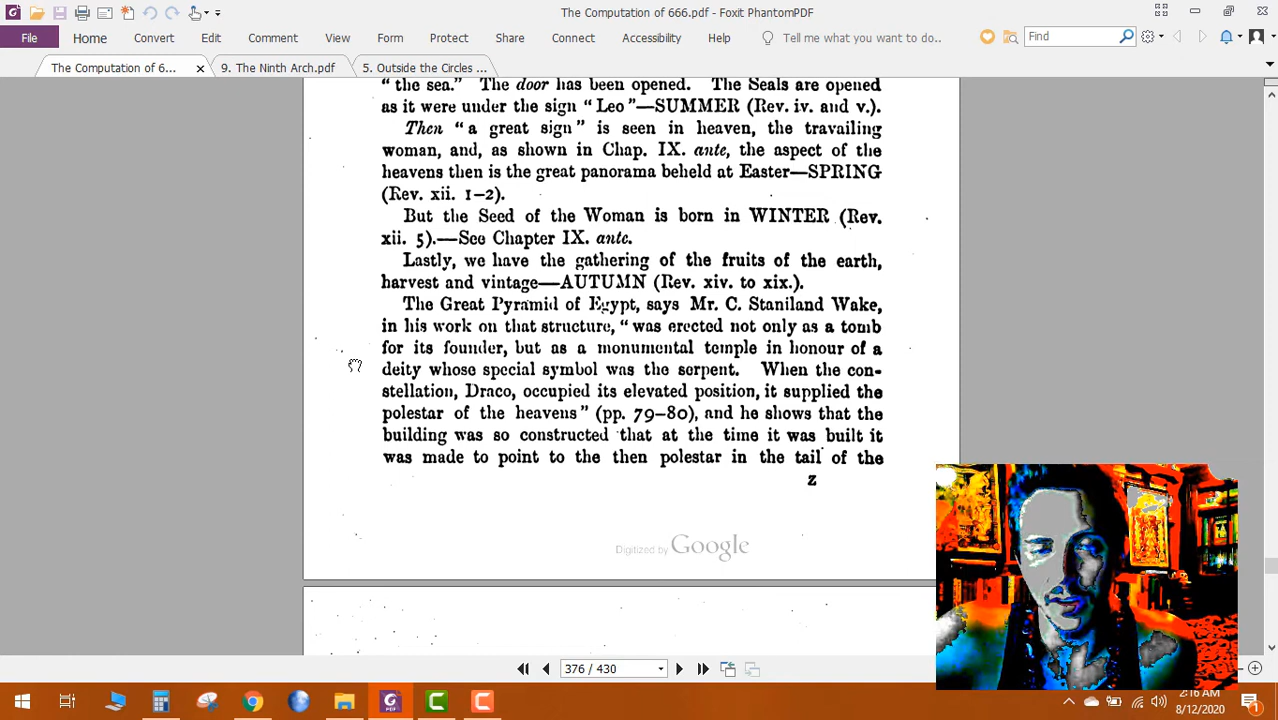 The Computation of 666.pdf - Foxit PhantomPDF
File Home Convert Edit Comment View Form Protect Share Connect Accessibility Help Tell me what you want to do.. Find
The Computation of 6... 9. The Ninth Arch.pdf 5. Outside the Circles ...
"the sea." The door has been opened. The Seals are opened
as it were under the sign "Leo"—SUMMER (Rev. iv. and v.).
Then "a great sign" is seen in heaven, the travailing
woman, and, as shown in Chap. IX. ante, the aspect of the
heavens then is the great panorama beheld at Easter—SPRING
(Rev. xii. 1-2).
But the Seed of the Woman is born in WINTER (Rev.
xii. 5).—See Chapter IX. ante.
Lastly, we have the gathering of the fruits of the earth,
harvest and vintage—AUTUMN (Rev. xiv. to xix.).
The Great Pyramid of Egypt, says Mr. C. Staniland Wake,
in his work on that structure, "was erected not only as a tomb
for its founder, but as a monumental temple in honour of a
deity whose special symbol was the serpent. When the con-
stellation, Draco, occupied its elevated position, it supplied the
polestar of the heavens" (pp. 79-80), and he shows that the
building was so constructed that at the time it was built it
was made to point to the then polestar in the tail of the
Z
Digitized by Google
376 / 430
2:16 AM
8/12/2020